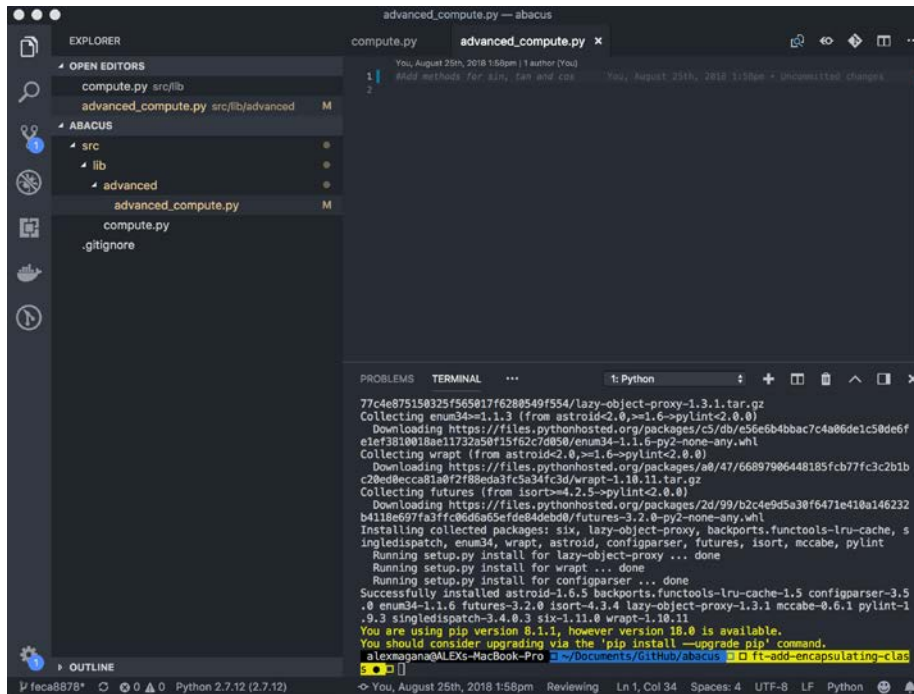 advanced_compute.py — abacus
EXPLORER
OPEN EDITORS
compute.py src/lib
advanced_compute.py src/lib/advanced M
ABACUS
src
lib
advanced
advanced_compute.py M
compute.py
.gitignore
OUTLINE
compute.py advanced_compute.py ×
You, August 25th, 2018 1:58pm | 1 author (You)
1 #Add methods for sin, tan and cos You, August 25th, 2018 1:58pm • Uncommitted changes
2
PROBLEMS TERMINAL ••• 1: Python
77c4e875150325f565017f6280549f554/lazy-object-proxy-1.3.1.tar.gz
Collecting enum34>=1.1.3 (from astroid<2.0,>=1.6->pylint<2.0.0)
Downloading https://files.pythonhosted.org/packages/c5/db/e56e6b4bbac7c4a06de1c50de6f
e1ef3810018ae11732a50f15f62c7d050/enum34-1.1.6-py2-none-any.whl
Collecting wrapt (from astroid<2.0,>=1.6->pylint<2.0.0)
Downloading https://files.pythonhosted.org/packages/a0/47/66897906448185fcb77fc3c2b1b
c20ed0ecca81a0f2f88eda3fc5a34fc3d/wrapt-1.10.11.tar.gz
Collecting futures (from isort>=4.2.5->pylint<2.0.0)
Downloading https://files.pythonhosted.org/packages/2d/99/b2c4e9d5a30f6471e410a146232
b4118e697fa3ffc06d6a65efde84debd0/futures-3.2.0-py2-none-any.whl
Installing collected packages: six, lazy-object-proxy, backports.functools-lru-cache, s
ingledispatch, enum34, wrapt, astroid, configparser, futures, isort, mccabe, pylint
Running setup.py install for lazy-object-proxy ... done
Running setup.py install for wrapt ... done
Running setup.py install for configparser ... done
Successfully installed astroid-1.6.5 backports.functools-lru-cache-1.5 configparser-3.5
.0 enum34-1.1.6 futures-3.2.0 isort-4.3.4 lazy-object-proxy-1.3.1 mccabe-0.6.1 pylint-1
.9.3 singledispatch-3.4.0.3 six-1.11.0 wrapt-1.10.11
You are using pip version 8.1.1, however version 18.0 is available.
You should consider upgrading via the 'pip install --upgrade pip' command.
alexmagana@ALEXs-MacBook-Pro ~/Documents/GitHub/abacus ft-add-encapsulating-clas
s
feca8878* 0 0 Python 2.7.12 (2.7.12) You, August 25th, 2018 1:58pm Reviewing Ln 1, Col 34 Spaces: 4 UTF-8 LF Python